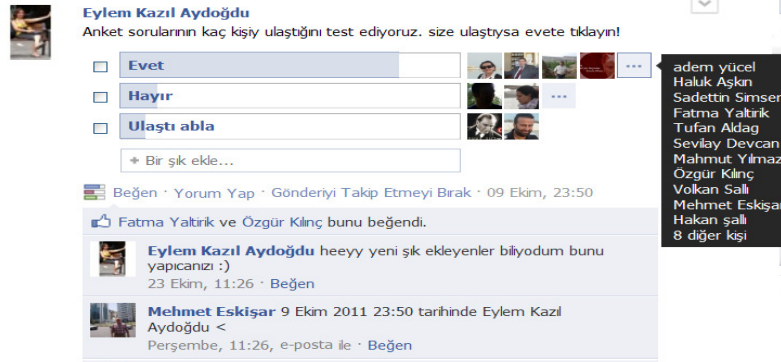 Eylem Kazıl Aydoğdu
Anket sorularının kaç kişiy ulaştığını test ediyoruz. size ulaştıysa evete tıklayın!
Evet
...
Hayır
...
Ulaştı abla
+ Bir şık ekle...
Beğen · Yorum Yap · Gönderiyi Takip Etmeyi Bırak · 09 Ekim, 23:50
Fatma Yaltirik ve Özgür Kılınç bunu beğendi.
Eylem Kazıl Aydoğdu heeyy yeni şık ekleyenler biliyodum bunu
yapıcanızı :)
23 Ekim, 11:26 · Beğen
Mehmet Eskişar 9 Ekim 2011 23:50 tarihinde Eylem Kazıl
Aydoğdu <
Perşembe, 11:26, e-posta ile · Beğen
adem yücel
Haluk Aşkın
Sadettin Simser
Fatma Yaltirik
Tufan Aldag
Sevilay Devcan
Mahmut Yılmaz
Özgür Kılınç
Volkan Sallı
Mehmet Eskişar
Hakan şallı
8 diğer kişi